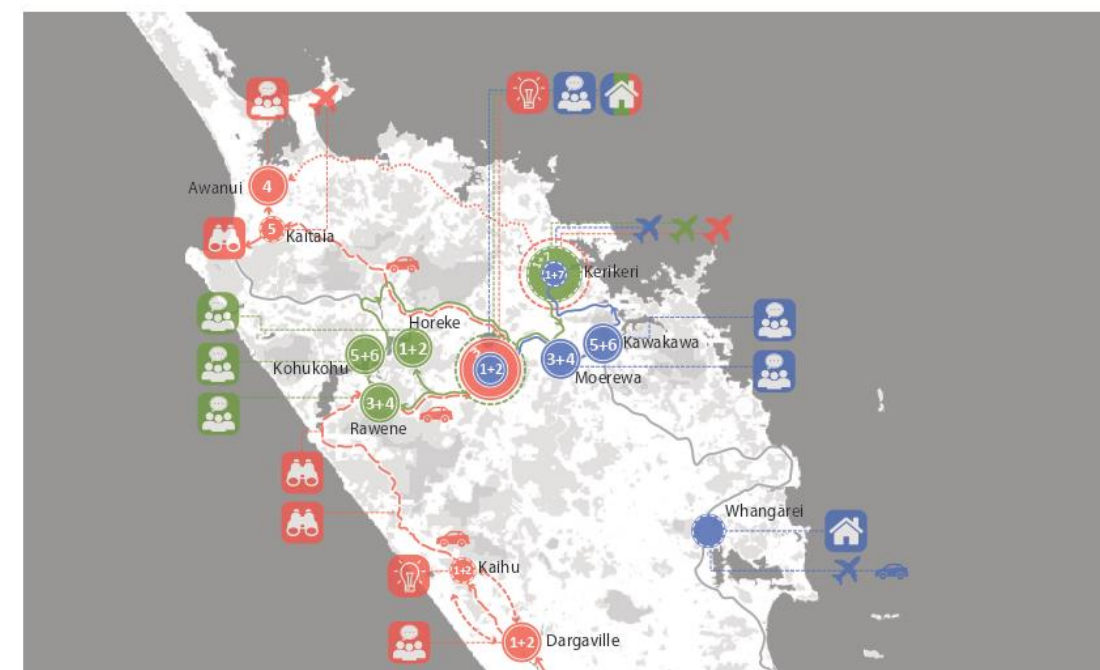 Awanui
4
5
Kaitaia
1+7
Kerikeri
Horeke
5+6
1+2
Kohukohu
1+2
3+4
5+6
Kawakawa
Moerewa
3+4
Rawene
Whangarei
1+2
Kaihu
1+2
Dargaville